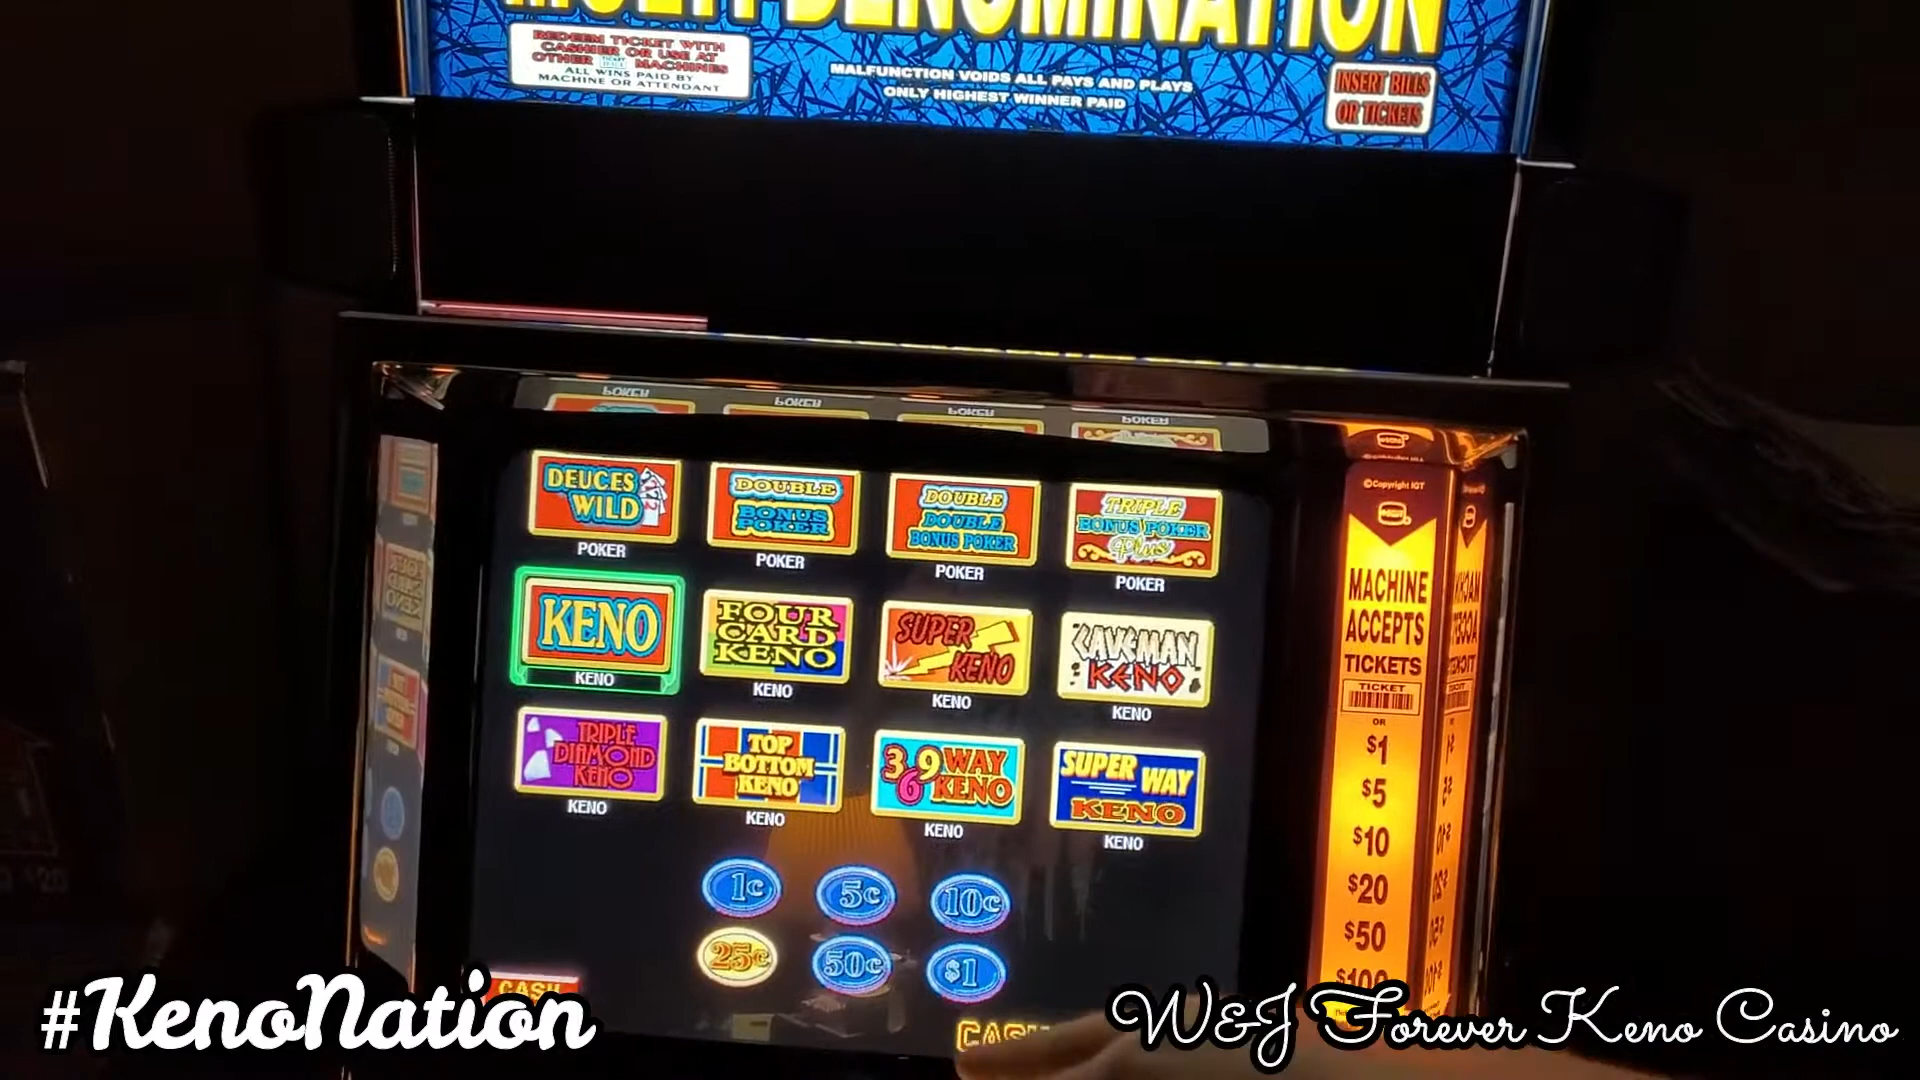 MULTI-DENOMINATION
REDEEM TICKET WITH
CASHIER OR USE AT
OTHER MACHINES
ALL WINS PAID BY
MACHINE OR ATTENDANT
MALFUNCTION VOIDS ALL PAYS AND PLAYS
ONLY HIGHEST WINNER PAID
INSERT BILLS
OR TICKETS
DEUCES
WILD
POKER
DOUBLE
BONUS
POKER
POKER
DOUBLE
DOUBLE
BONUS POKER
POKER
TRIPLE
BONUS POKER
Plus
POKER
KENO
KENO
FOUR
CARD
KENO
KENO
SUPER
KENO
KENO
CAVEMAN
KENO
KENO
TRIPLE
DIAMOND
KENO
KENO
TOP
BOTTOM
KENO
KENO
3 6 9 WAY
KENO
KENO
SUPER WAY
KENO
KENO
1¢
5¢
10¢
25¢
50¢
$1
CASH
©Copyright IGT
MACHINE
ACCEPTS
TICKETS
TICKET
OR
$1
$5
$10
$20
$50
$100
#KenoNation
W&J Forever Keno Casino